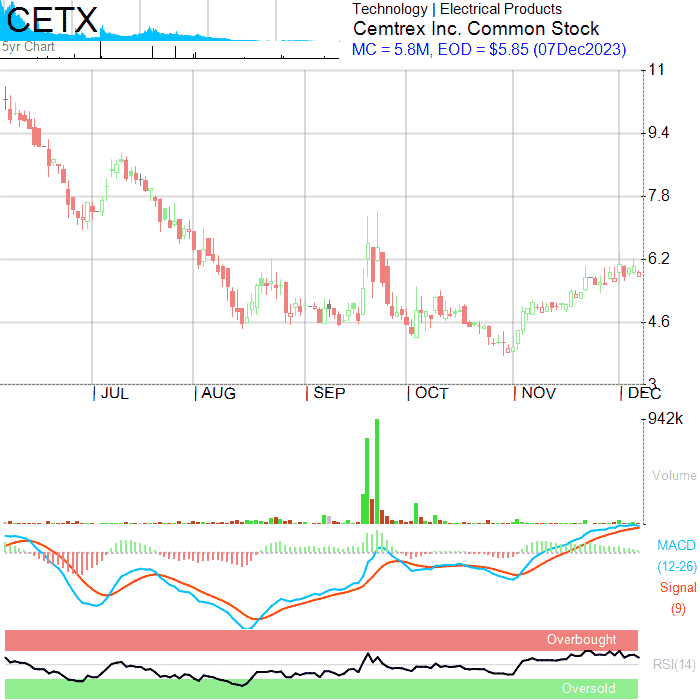 CETX
5yr Chart
Technology | Electrical Products
Cemtrex Inc. Common Stock
MC = 5.8M, EOD = $5.85 (07Dec2023)
11
9.4
7.8
6.2
4.6
3
JUL AUG SEP OCT NOV DEC
942k
Volume
MACD
(12-26)
Signal
(9)
Overbought
RSI(14)
Oversold